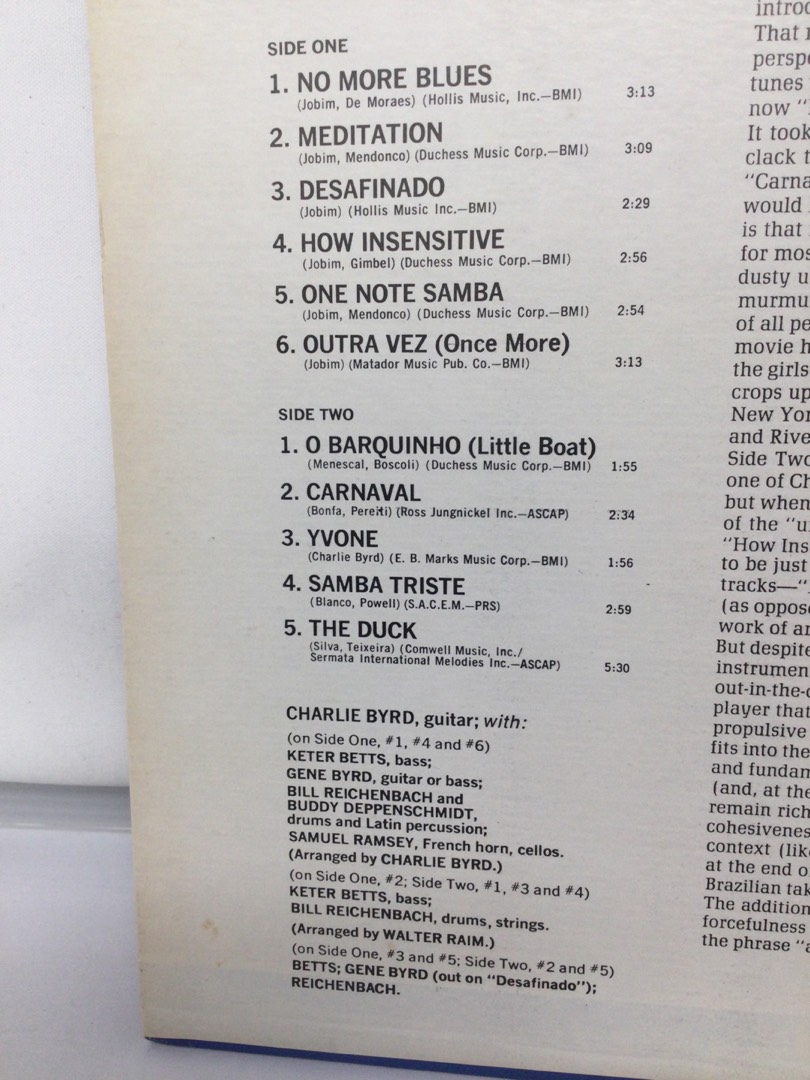 SIDE ONE
1. NO MORE BLUES
(Jobim, De Moraes) (Hollis Music, Inc.—BMI) 3:13
2. MEDITATION
(Jobim, Mendonco) (Duchess Music Corp.—BMI) 3:09
3. DESAFINADO
(Jobim) (Hollis Music Inc.—BMI) 2:29
4. HOW INSENSITIVE
(Jobim, Gimbel) (Duchess Music Corp.—BMI) 2:56
5. ONE NOTE SAMBA
(Jobim, Mendonco) (Duchess Music Corp.—BMI) 2:54
6. OUTRA VEZ (Once More)
(Jobim) (Matador Music Pub. Co.—BMI) 3:13
SIDE TWO
1. O BARQUINHO (Little Boat)
(Menescal, Boscoli) (Duchess Music Corp.—BMI) 1:55
2. CARNAVAL
(Bonfa, Pereiti) (Ross Jungnickel Inc.—ASCAP) 2:34
3. YVONE
(Charlie Byrd) (E. B. Marks Music Corp.—BMI) 1:56
4. SAMBA TRISTE
(Blanco, Powell) (S.A.C.E.M.—PRS) 2:59
5. THE DUCK
(Silva, Teixeira) (Comwell Music, Inc./
Sermata International Melodies Inc.—ASCAP) 5:30
CHARLIE BYRD, guitar; with:
(on Side One, #1, #4 and #6)
KETER BETTS, bass;
GENE BYRD, guitar or bass;
BILL REICHENBACH and
BUDDY DEPPENSCHMIDT,
drums and Latin percussion;
SAMUEL RAMSEY, French horn, cellos.
(Arranged by CHARLIE BYRD.)
(on Side One, #2; Side Two, #1, #3 and #4)
KETER BETTS, bass;
BILL REICHENBACH, drums, strings.
(Arranged by WALTER RAIM.)
(on Side One, #3 and #5; Side Two, #2 and #5)
BETTS; GENE BYRD (out on "Desafinado");
REICHENBACH.
That
tunes
now "
It took
clack
"Carna
would
is that
for mos
dusty u
murmu
of all pe
movie h
the girls
crops up
New Yor
and Rive
Side Two
one of Ch
but when
of the "u
"How Ins
to be just
tracks—"
(as oppos
work of a
But despite
instrumen
out-in-the-
player that
propulsive
fits into the
and fundam
(and, at the
remain rich
cohesivenes
context (lik
at the end o
Brazilian tak
The addition
forcefulness
the phrase "a